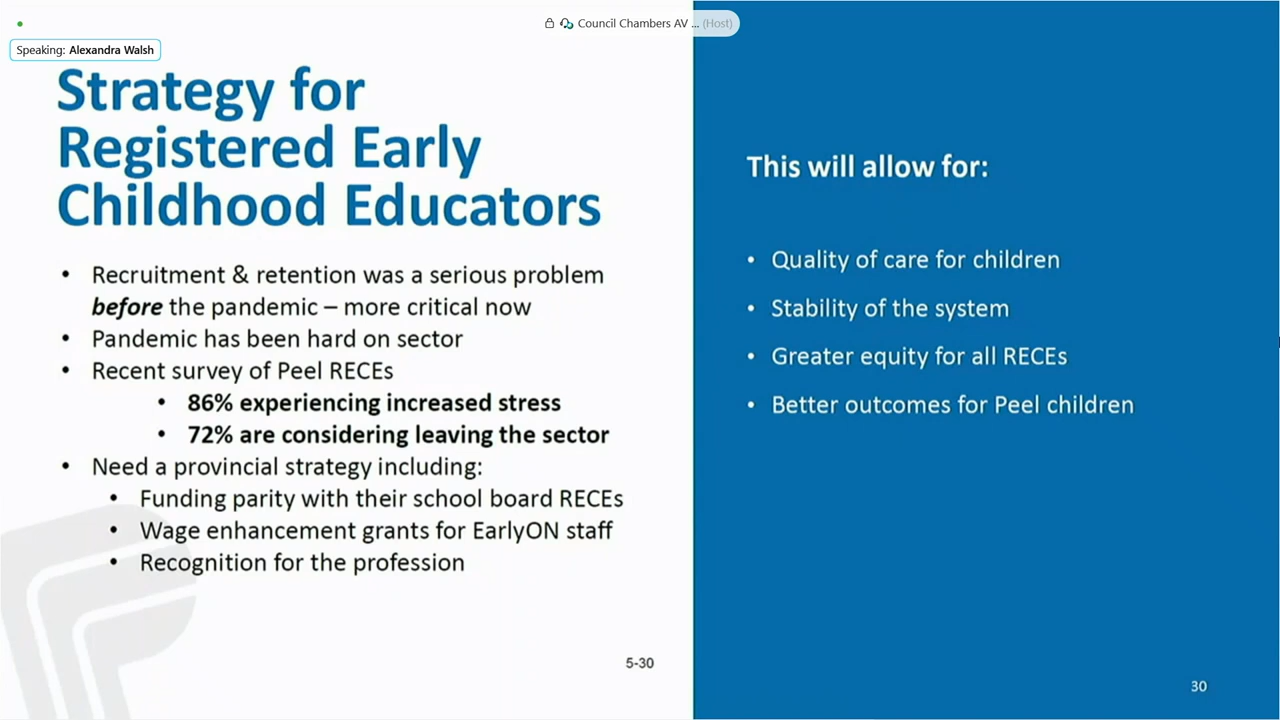 Council Chambers AV ... (Host)
Speaking: Alexandra Walsh
Strategy for
Registered Early
Childhood Educators
• Recruitment & retention was a serious problem
before the pandemic – more critical now
• Pandemic has been hard on sector
• Recent survey of Peel RECEs
• 86% experiencing increased stress
• 72% are considering leaving the sector
• Need a provincial strategy including:
• Funding parity with their school board RECEs
• Wage enhancement grants for EarlyON staff
• Recognition for the profession
5-30
This will allow for:
• Quality of care for children
• Stability of the system
• Greater equity for all RECEs
• Better outcomes for Peel children
30